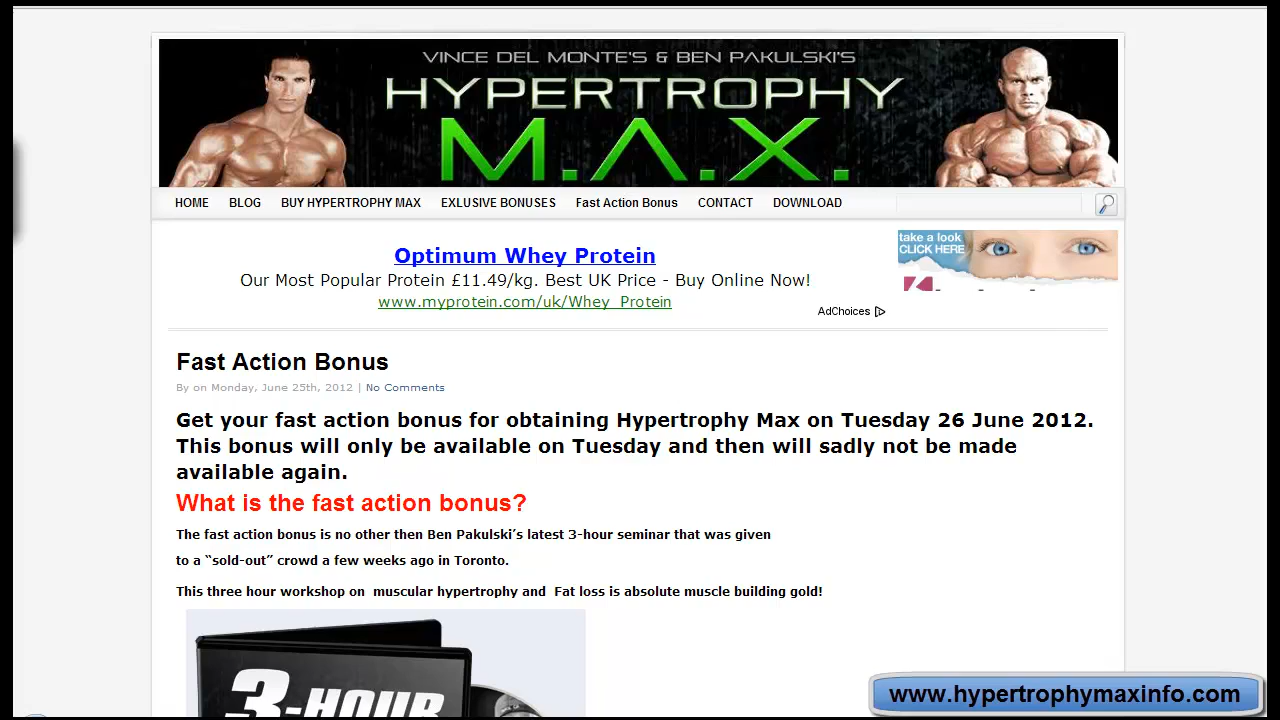 VINCE DEL MONTE'S & BEN PAKULSKI'S
HYPERTROPHY
M.A.X.
HOME BLOG BUY HYPERTROPHY MAX EXLUSIVE BONUSES Fast Action Bonus CONTACT DOWNLOAD
Optimum Whey Protein
Our Most Popular Protein £11.49/kg. Best UK Price - Buy Online Now!
www.myprotein.com/uk/Whey_Protein
AdChoices
take a look
CLICK HERE
Fast Action Bonus
By on Monday, June 25th, 2012 | No Comments
Get your fast action bonus for obtaining Hypertrophy Max on Tuesday 26 June 2012.
This bonus will only be available on Tuesday and then will sadly not be made
available again.
What is the fast action bonus?
The fast action bonus is no other then Ben Pakulski’s latest 3-hour seminar that was given
to a “sold-out” crowd a few weeks ago in Toronto.
This three hour workshop on muscular hypertrophy and Fat loss is absolute muscle building gold!
3-HOUR
www.hypertrophymaxinfo.com